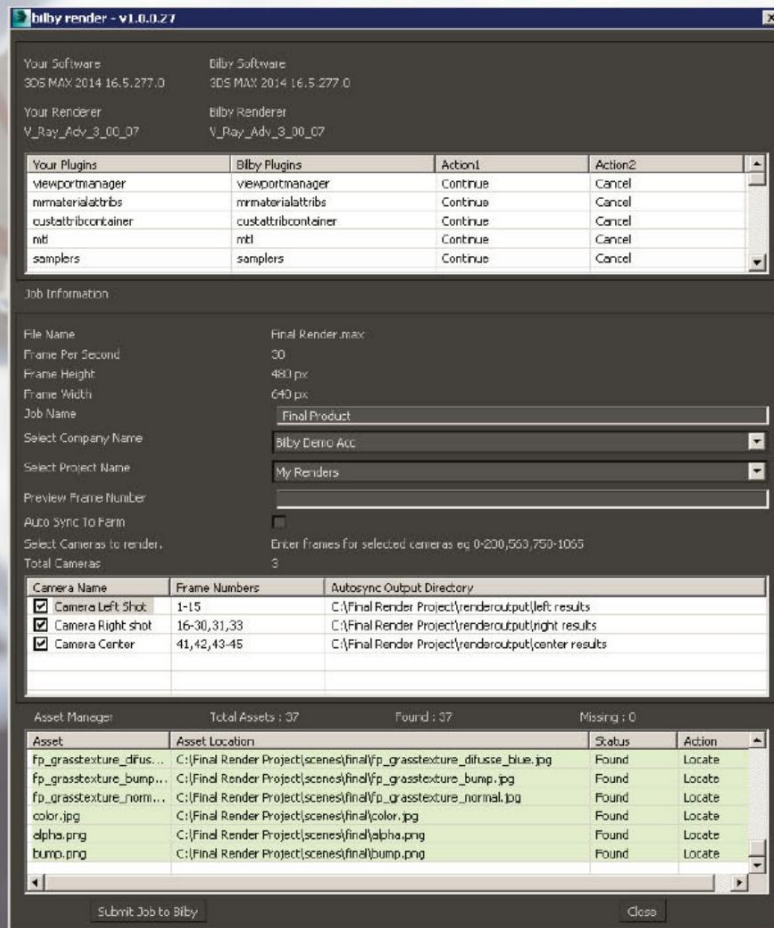 bilby render - v1.0.0.27
Your Software Bilby Software
3DS MAX 2014 16.5.277.0 3DS MAX 2014 16.5.277.0
Your Renderer Bilby Renderer
V_Ray_Adv_3_00_07 V_Ray_Adv_3_00_07
Your Plugins Bilby Plugins Action1 Action2
viewportmanager viewportmanager Continue Cancel
mrmaterialattribs mrmaterialattribs Continue Cancel
custattribcontainer custattribcontainer Continue Cancel
mtl mtl Continue Cancel
samplers samplers Continue Cancel
Job Information
File Name Final Render.max
Frame Per Second 30
Frame Height 480 px
Frame Width 640 px
Job Name Final Product
Select Company Name Bilby Demo Acc
Select Project Name My Renders
Preview Frame Number
Auto Sync To Farm
Select Cameras to render. Enter frames for selected cameras eg 0-200,563,750-1065
Total Cameras 3
Camera Name Frame Numbers Autosync Output Directory
Camera Left Shot 1-15 C:\Final Render Project\renderoutput\left results
Camera Right shot 16-30,31,33 C:\Final Render Project\renderoutput\right results
Camera Center 41,42,43-45 C:\Final Render Project\renderoutput\center results
Asset Manager Total Assets : 37 Found : 37 Missing : 0
Asset Asset Location Status Action
fp_grasstexture_difus... C:\Final Render Project\scenes\final\fp_grasstexture_difusse_blue.jpg Found Locate
fp_grasstexture_bump... C:\Final Render Project\scenes\final\fp_grasstexture_bump.jpg Found Locate
fp_grasstexture_norm... C:\Final Render Project\scenes\final\fp_grasstexture_normal.jpg Found Locate
color.jpg C:\Final Render Project\scenes\final\color.jpg Found Locate
alpha.png C:\Final Render Project\scenes\final\alpha.png Found Locate
bump.png C:\Final Render Project\scenes\final\bump.png Found Locate
Submit Job to Bilby Close